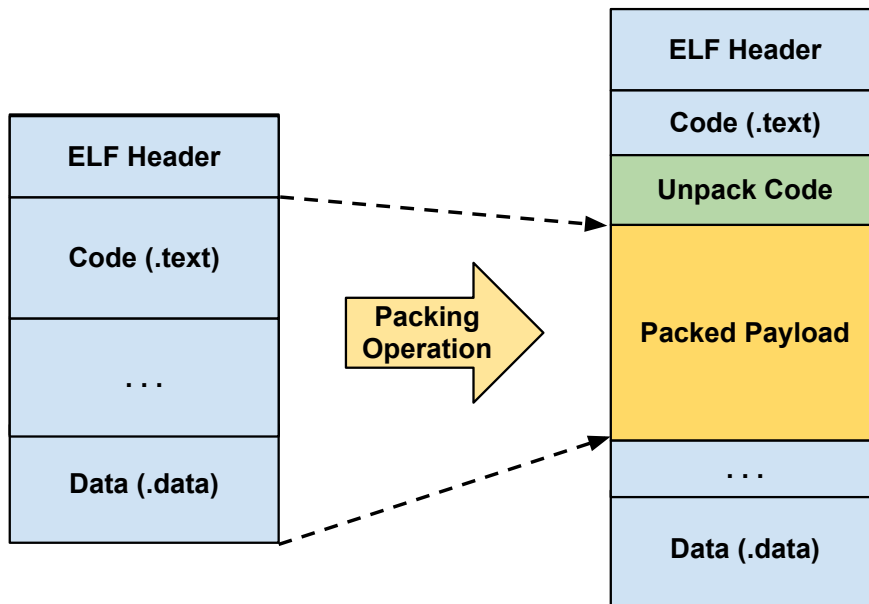 ELF Header
Code (.text)
. . .
Data (.data)
Packing
Operation
ELF Header
Code (.text)
Unpack Code
Packed Payload
. . .
Data (.data)